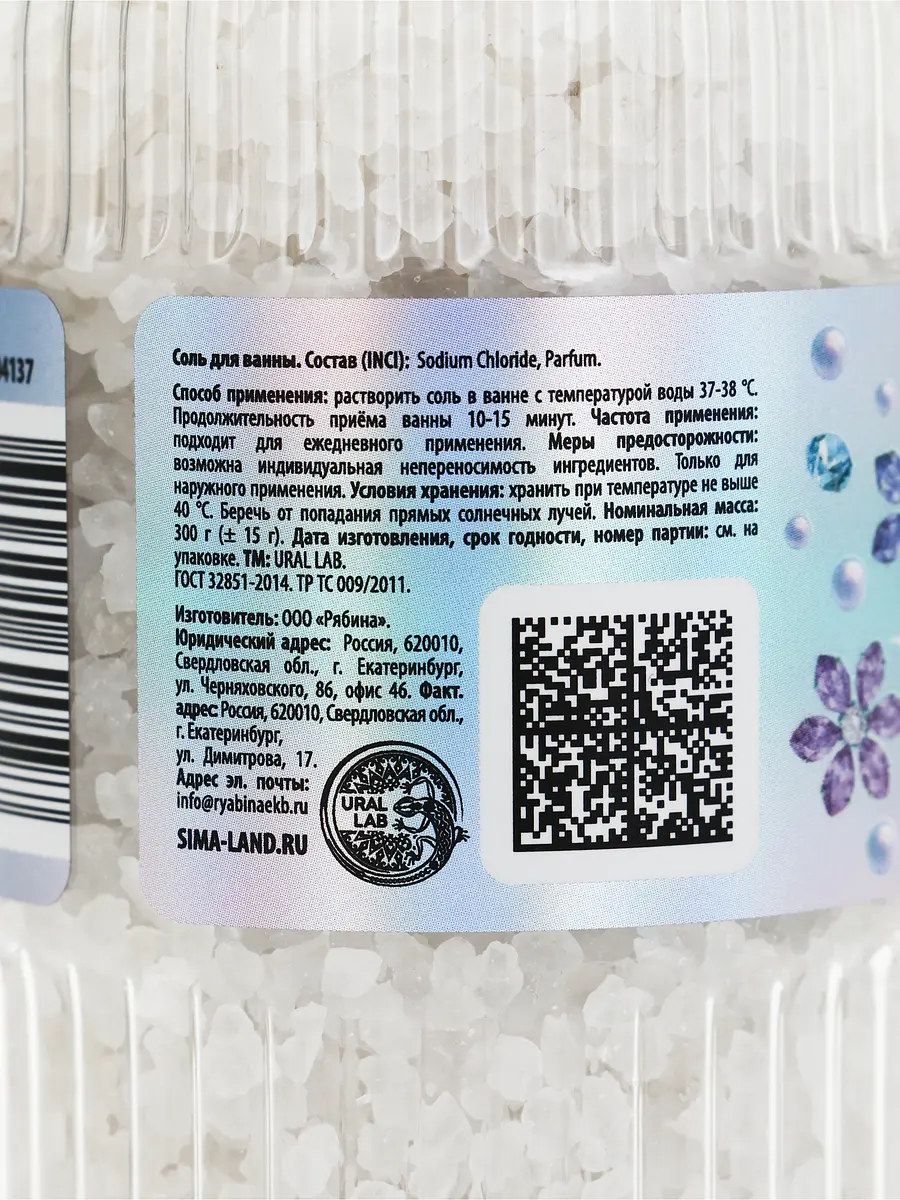 4137
Соль для ванны. Состав (INCI): Sodium Chloride, Parfum.
Способ применения: растворить соль в ванне с температурой воды 37-38 °C.
Продолжительность приёма ванны 10-15 минут. Частота применения:
подходит для ежедневного применения. Меры предосторожности:
возможна индивидуальная непереносимость ингредиентов. Только для
наружного применения. Условия хранения: хранить при температуре не выше
40 °C. Беречь от попадания прямых солнечных лучей. Номинальная масса:
300 г (± 15 г). Дата изготовления, срок годности, номер партии: см. на
упаковке. ТМ: URAL LAB.
ГОСТ 32851-2014. ТР ТС 009/2011.
Изготовитель: ООО «Рябина».
Юридический адрес: Россия, 620010,
Свердловская обл., г. Екатеринбург,
ул. Черняховского, 86, офис 46. Факт.
адрес: Россия, 620010, Свердловская обл.,
г. Екатеринбург,
ул. Димитрова, 17.
Адрес эл. почты:
info@ryabinaekb.ru
SIMA-LAND.RU
URAL
LAB